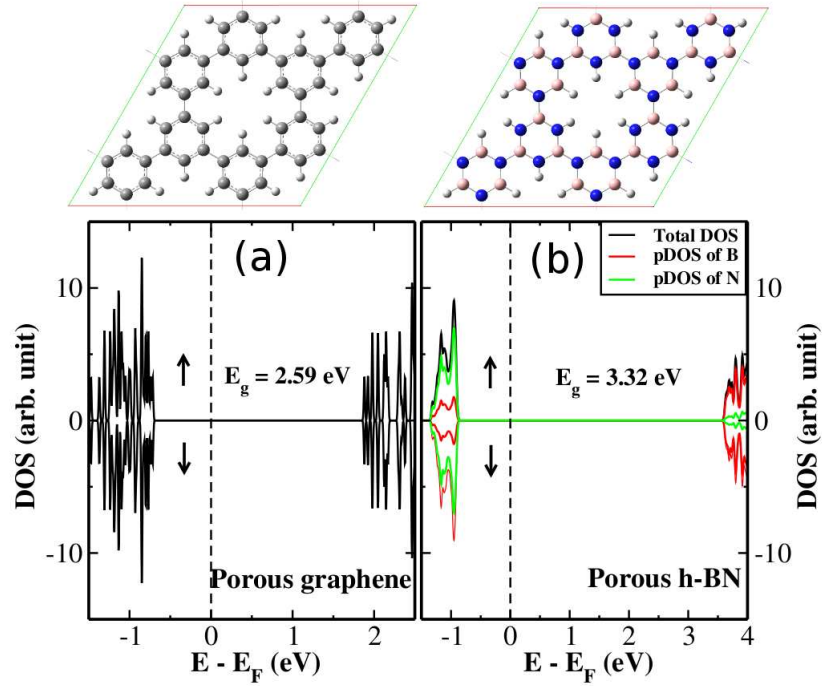 (a)
(b)
Total DOS
pDOS of B
pDOS of N
10
0
-10
DOS (arb. unit)
E_g = 2.59 eV
Porous graphene
-1
0
1
2
E - E_F (eV)
E_g = 3.32 eV
Porous h-BN
-1
0
1
2
3
4
E - E_F (eV)
10
0
-10
DOS (arb. unit)